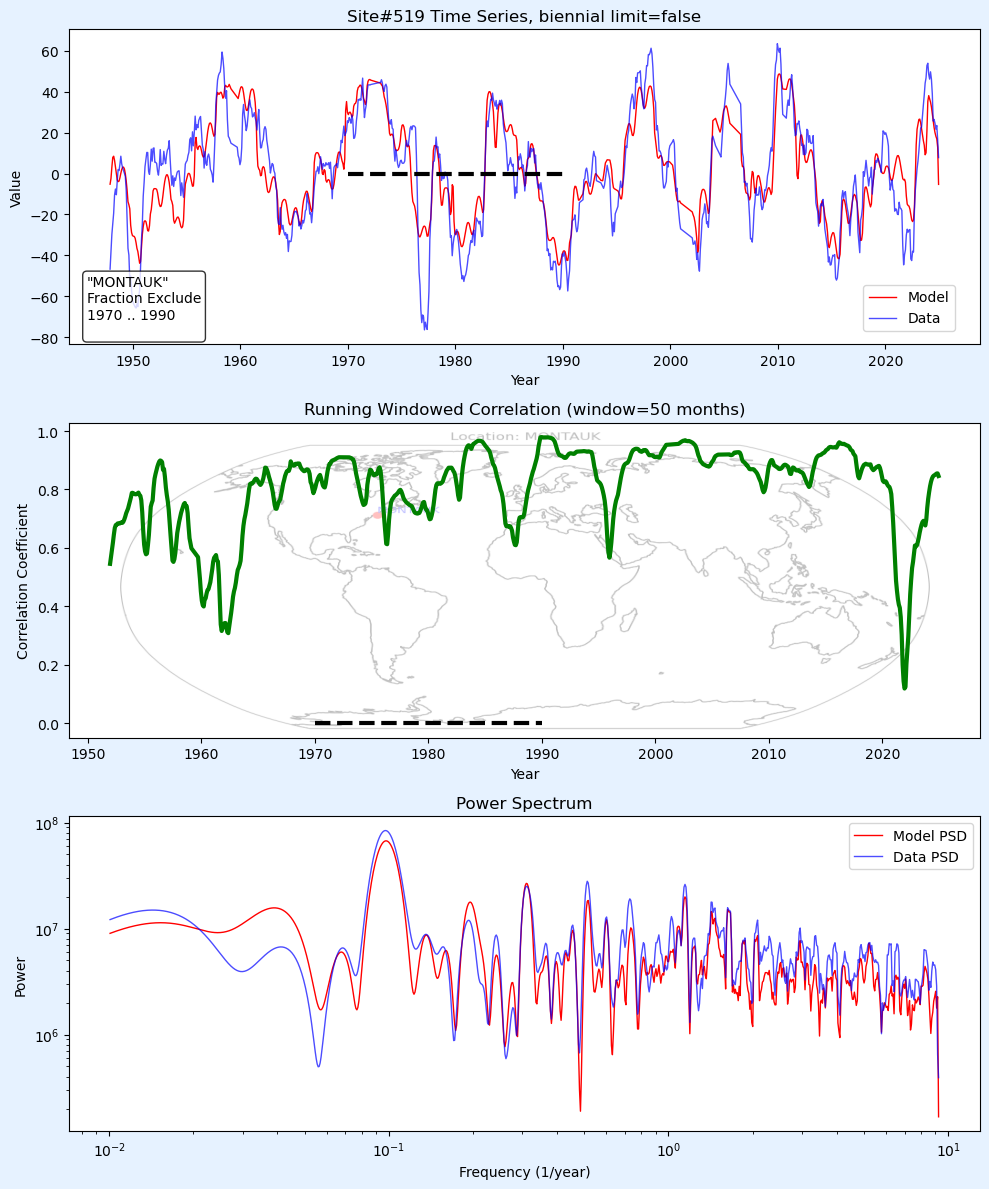 Site#519 Time Series, biennial limit=false
Value
60
40
20
0
−20
−40
−60
−80
"MONTAUK"
Fraction Exclude
1970 .. 1990
Model
Data
1950 1960 1970 1980 1990 2000 2010 2020
Year
Running Windowed Correlation (window=50 months)
Correlation Coefficient
1.0
0.8
0.6
0.4
0.2
0.0
Location: MONTAUK
1950 1960 1970 1980 1990 2000 2010 2020
Year
Power Spectrum
Power
10⁸
10⁷
10⁶
Model PSD
Data PSD
10⁻² 10⁻¹ 10⁰ 10¹
Frequency (1/year)